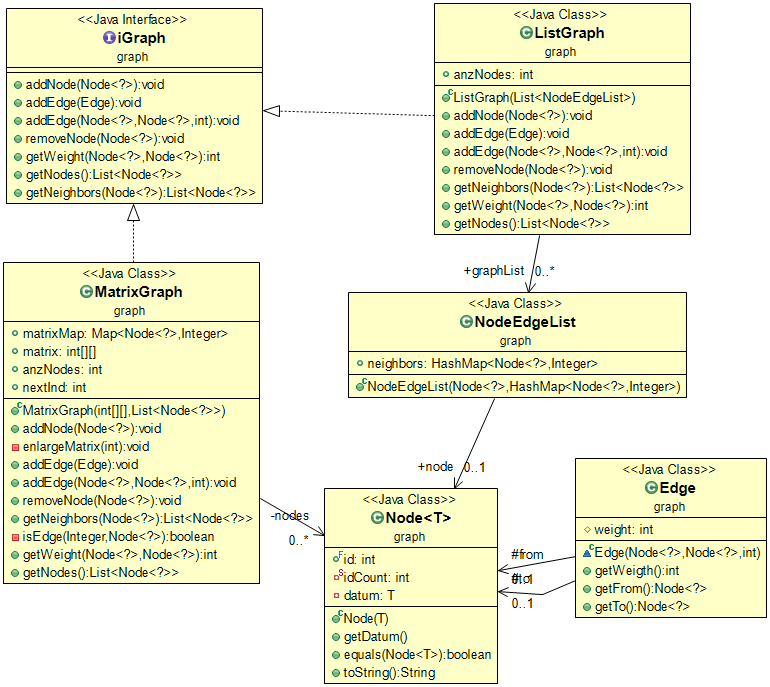 <<Java Interface>>
iGraph
graph
addNode(Node<?>):void
addEdge(Edge):void
addEdge(Node<?>,Node<?>,int):void
removeNode(Node<?>):void
getWeight(Node<?>,Node<?>):int
getNodes():List<Node<?>>
getNeighbors(Node<?>):List<Node<?>>
<<Java Class>>
ListGraph
graph
anzNodes: int
ListGraph(List<NodeEdgeList>)
addNode(Node<?>):void
addEdge(Edge):void
addEdge(Node<?>,Node<?>,int):void
removeNode(Node<?>):void
getNeighbors(Node<?>):List<Node<?>>
getWeight(Node<?>,Node<?>):int
getNodes():List<Node<?>>
+graphList 0..*
<<Java Class>>
MatrixGraph
graph
matrixMap: Map<Node<?>,Integer>
matrix: int[][]
anzNodes: int
nextInd: int
MatrixGraph(int[][],List<Node<?>>)
addNode(Node<?>):void
enlargeMatrix(int):void
addEdge(Edge):void
addEdge(Node<?>,Node<?>,int):void
removeNode(Node<?>):void
getNeighbors(Node<?>):List<Node<?>>
isEdge(Integer,Node<?>):boolean
getWeight(Node<?>,Node<?>):int
getNodes():List<Node<?>>
<<Java Class>>
NodeEdgeList
graph
neighbors: HashMap<Node<?>,Integer>
NodeEdgeList(Node<?>,HashMap<Node<?>,Integer>)
+node 0..1
-nodes
0..*
<<Java Class>>
Node<T>
graph
id: int
idCount: int
datum: T
Node(T)
getDatum()
equals(Node<T>):boolean
toString():String
#from
0..1
#to
0..1
<<Java Class>>
Edge
graph
weight: int
Edge(Node<?>,Node<?>,int)
getWeigth():int
getFrom():Node<?>
getTo():Node<?>